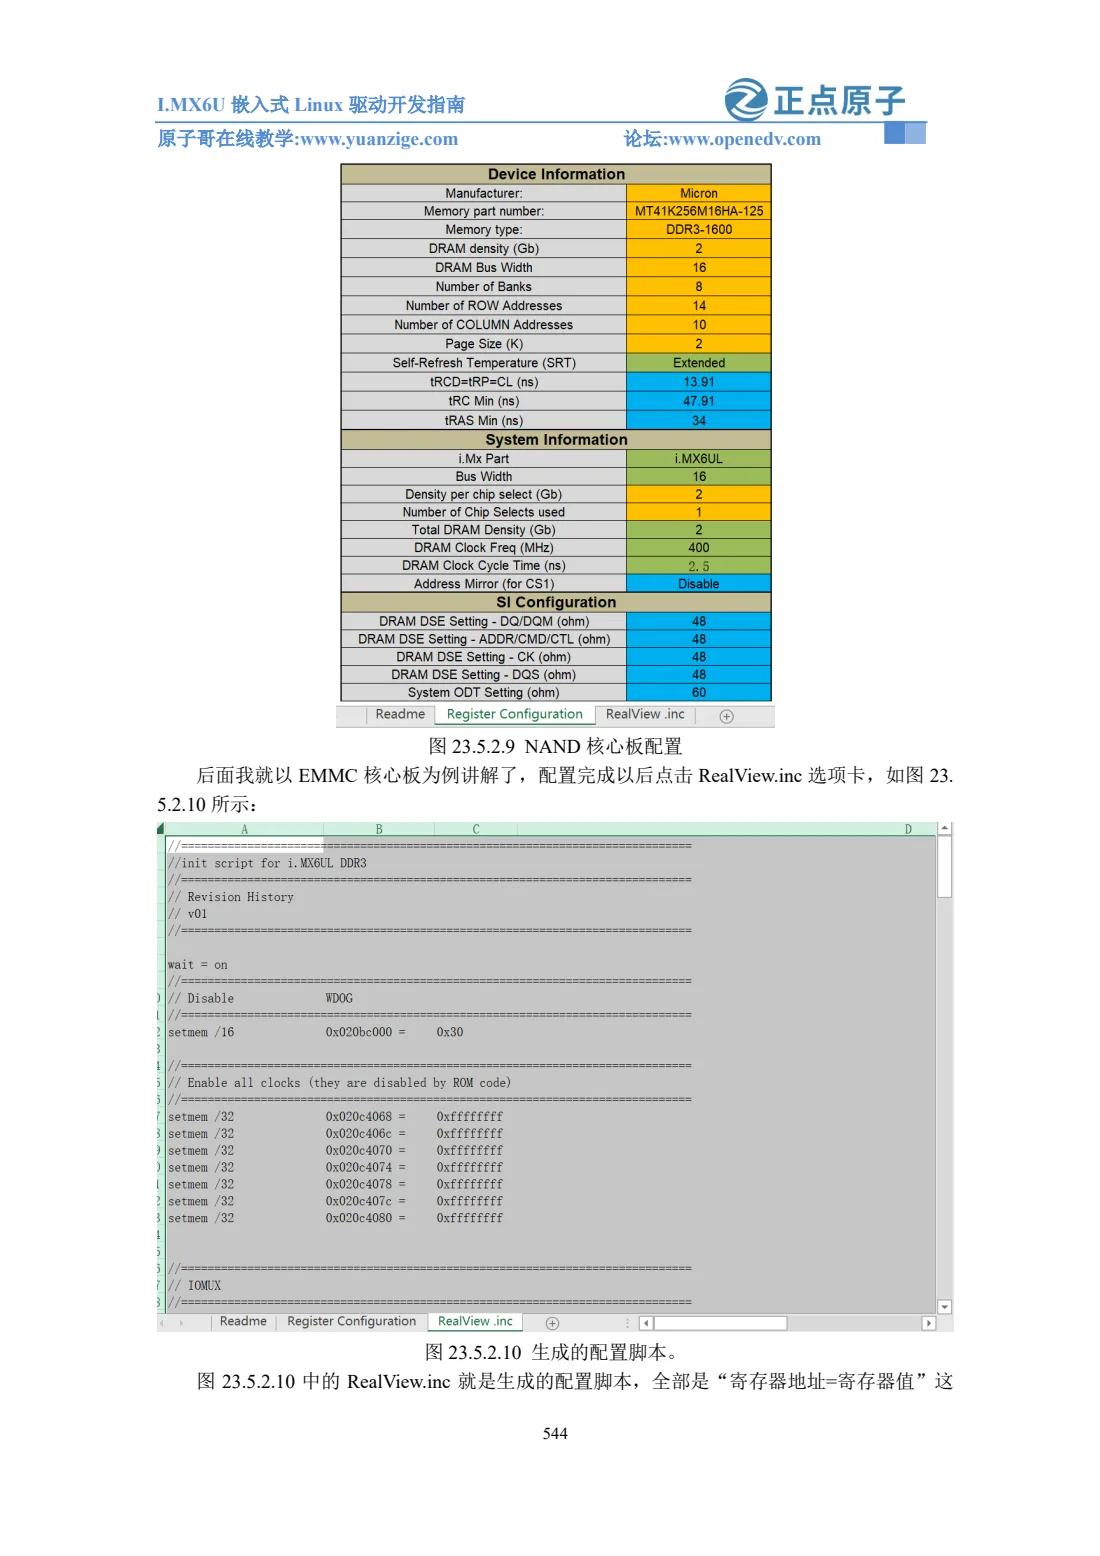 I.MX6U 嵌入式 Linux 驱动开发指南
正点原子
原子哥在线教学:www.yuanzige.com 论坛:www.openedv.com
Device Information
Manufacturer: Micron
Memory part number: MT41K256M16HA-125
Memory type: DDR3-1600
DRAM density (Gb) 2
DRAM Bus Width 16
Number of Banks 8
Number of ROW Addresses 14
Number of COLUMN Addresses 10
Page Size (K) 2
Self-Refresh Temperature (SRT) Extended
tRCD=tRP=CL (ns) 13.91
tRC Min (ns) 47.91
tRAS Min (ns) 34
System Information
i.Mx Part i.MX6UL
Bus Width 16
Density per chip select (Gb) 2
Number of Chip Selects used 1
Total DRAM Density (Gb) 2
DRAM Clock Freq (MHz) 400
DRAM Clock Cycle Time (ns) 2.5
Address Mirror (for CS1) Disable
SI Configuration
DRAM DSE Setting - DQ/DQM (ohm) 48
DRAM DSE Setting - ADDR/CMD/CTL (ohm) 48
DRAM DSE Setting - CK (ohm) 48
DRAM DSE Setting - DQS (ohm) 48
System ODT Setting (ohm) 60
Readme Register Configuration RealView .inc
图 23.5.2.9 NAND 核心板配置
后面我就以 EMMC 核心板为例讲解了，配置完成以后点击 RealView.inc 选项卡，如图 23.
5.2.10 所示：
A B C D
//=============================================================================
//init script for i.MX6UL DDR3
//=============================================================================
// Revision History
// v01
//=============================================================================
wait = on
//=============================================================================
// Disable WDOG
//=============================================================================
setmem /16 0x020bc000 = 0x30
//=============================================================================
// Enable all clocks (they are disabled by ROM code)
//=============================================================================
setmem /32 0x020c4068 = 0xffffffff
setmem /32 0x020c406c = 0xffffffff
setmem /32 0x020c4070 = 0xffffffff
setmem /32 0x020c4074 = 0xffffffff
setmem /32 0x020c4078 = 0xffffffff
setmem /32 0x020c407c = 0xffffffff
setmem /32 0x020c4080 = 0xffffffff
//=============================================================================
// IOMUX
//=============================================================================
Readme Register Configuration RealView .inc
图 23.5.2.10 生成的配置脚本。
图 23.5.2.10 中的 RealView.inc 就是生成的配置脚本，全部是“寄存器地址=寄存器值”这
544